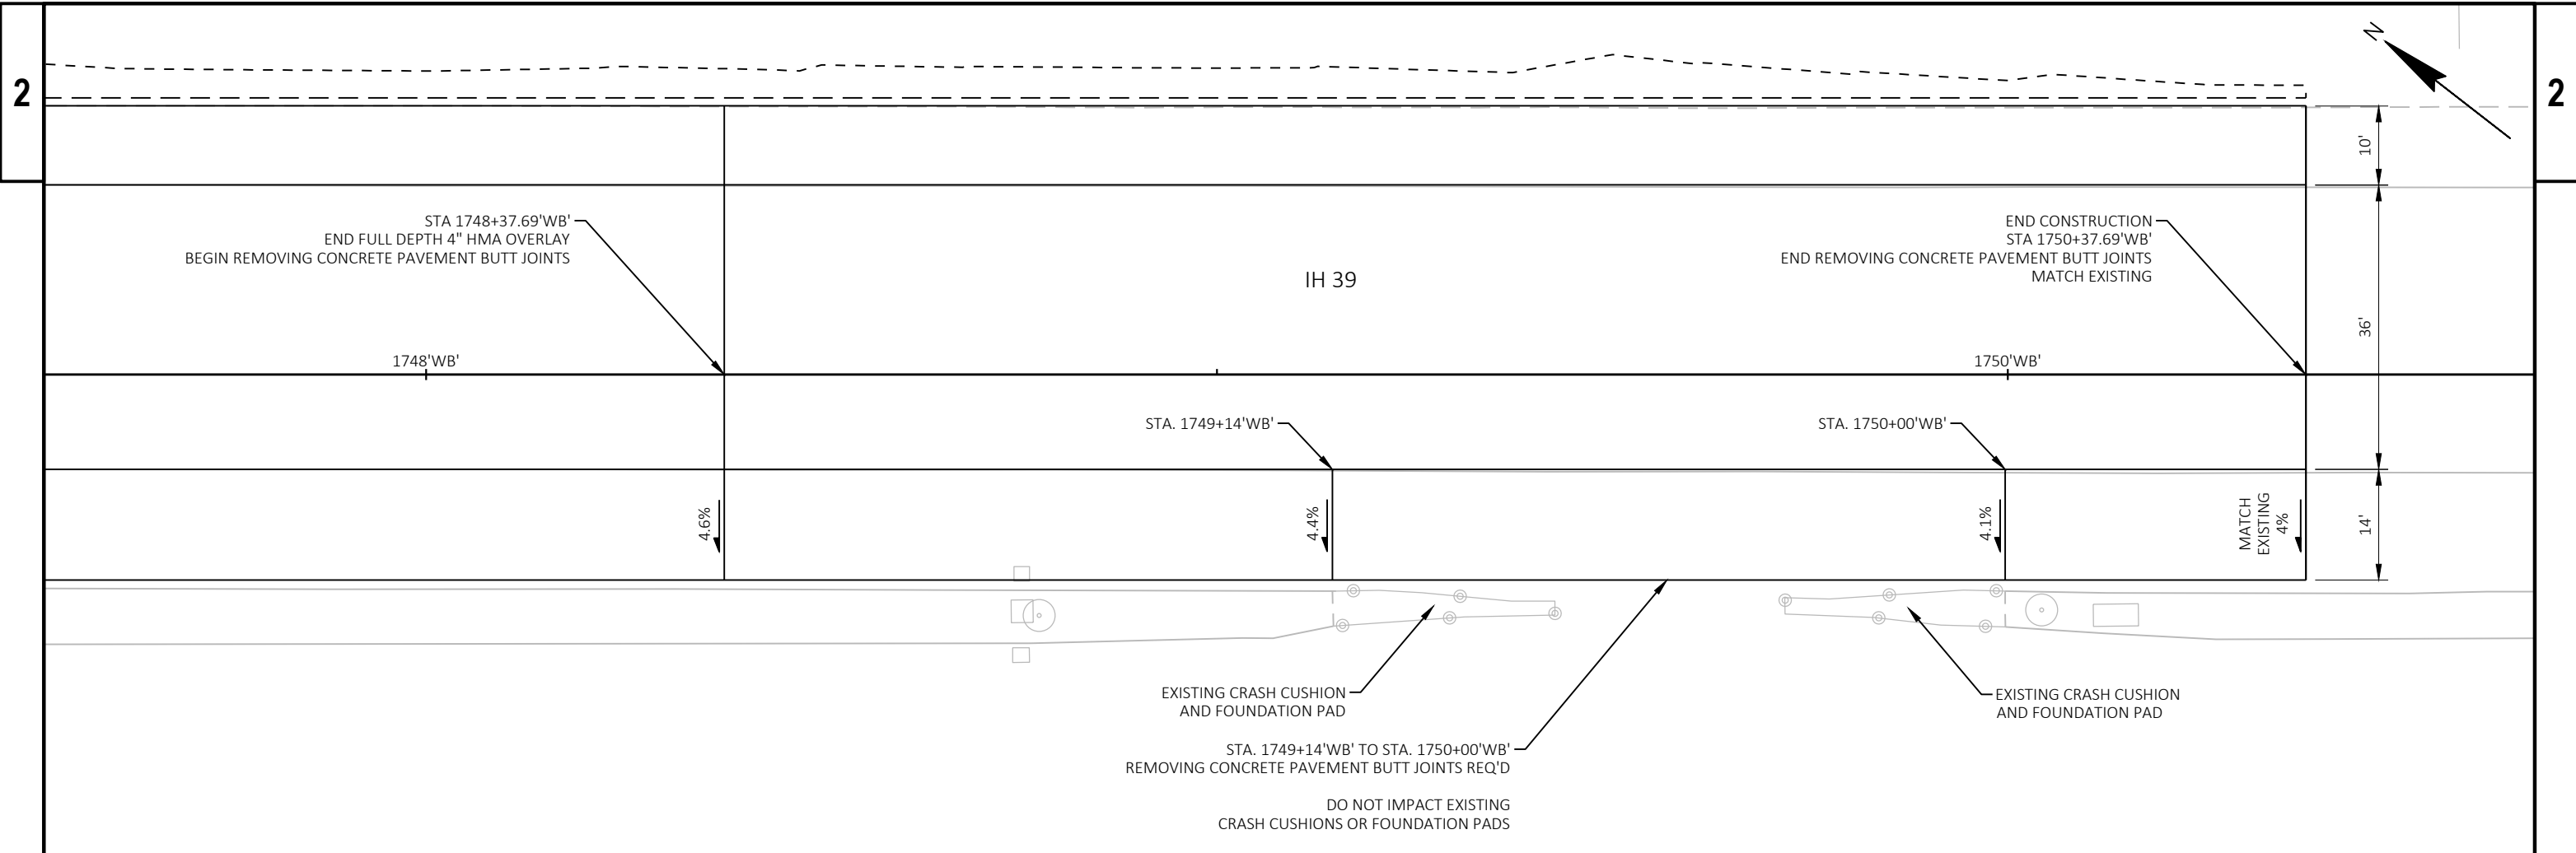 2
N
2
10'
STA 1748+37.69'WB'
END FULL DEPTH 4" HMA OVERLAY
BEGIN REMOVING CONCRETE PAVEMENT BUTT JOINTS
END CONSTRUCTION
STA 1750+37.69'WB'
END REMOVING CONCRETE PAVEMENT BUTT JOINTS
MATCH EXISTING
IH 39
36'
1748'WB'
1750'WB'
STA. 1749+14'WB'
STA. 1750+00'WB'
4.6%
4.4%
4.1%
MATCH
EXISTING
4%
14'
EXISTING CRASH CUSHION
AND FOUNDATION PAD
EXISTING CRASH CUSHION
AND FOUNDATION PAD
STA. 1749+14'WB' TO STA. 1750+00'WB'
REMOVING CONCRETE PAVEMENT BUTT JOINTS REQ'D
DO NOT IMPACT EXISTING
CRASH CUSHIONS OR FOUNDATION PADS